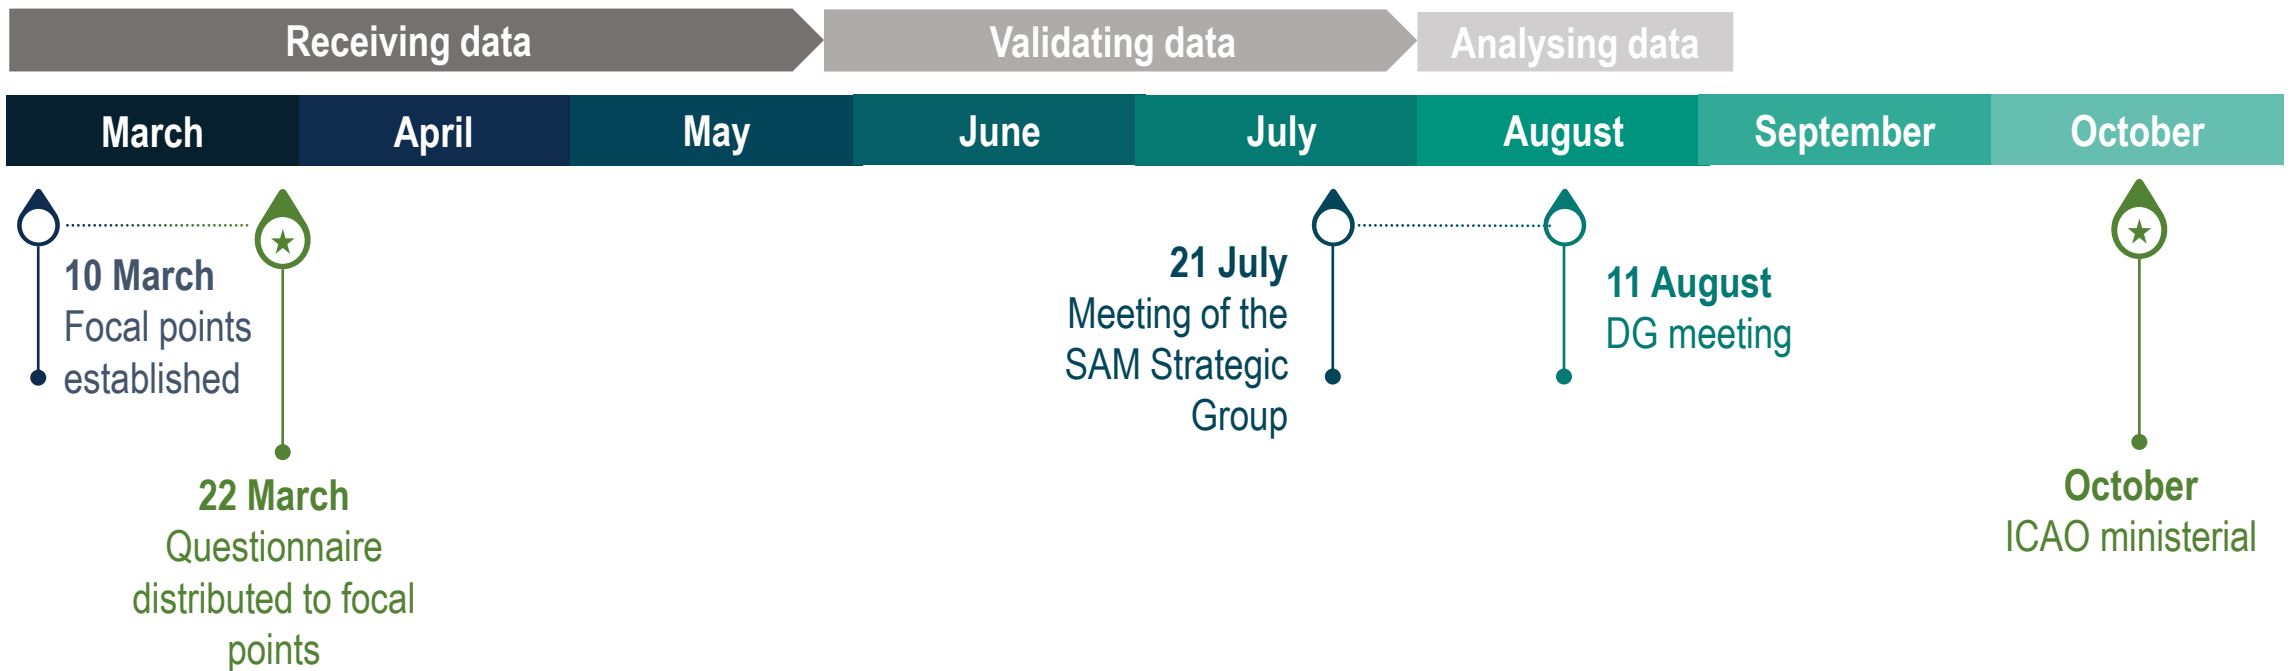 Receiving data
Validating data
Analysing data
March
April
May
June
July
August
September
October
10 March
Focal points
established
22 March
Questionnaire
distributed to focal
points
21 July
Meeting of the
SAM Strategic
Group
11 August
DG meeting
October
ICAO ministerial